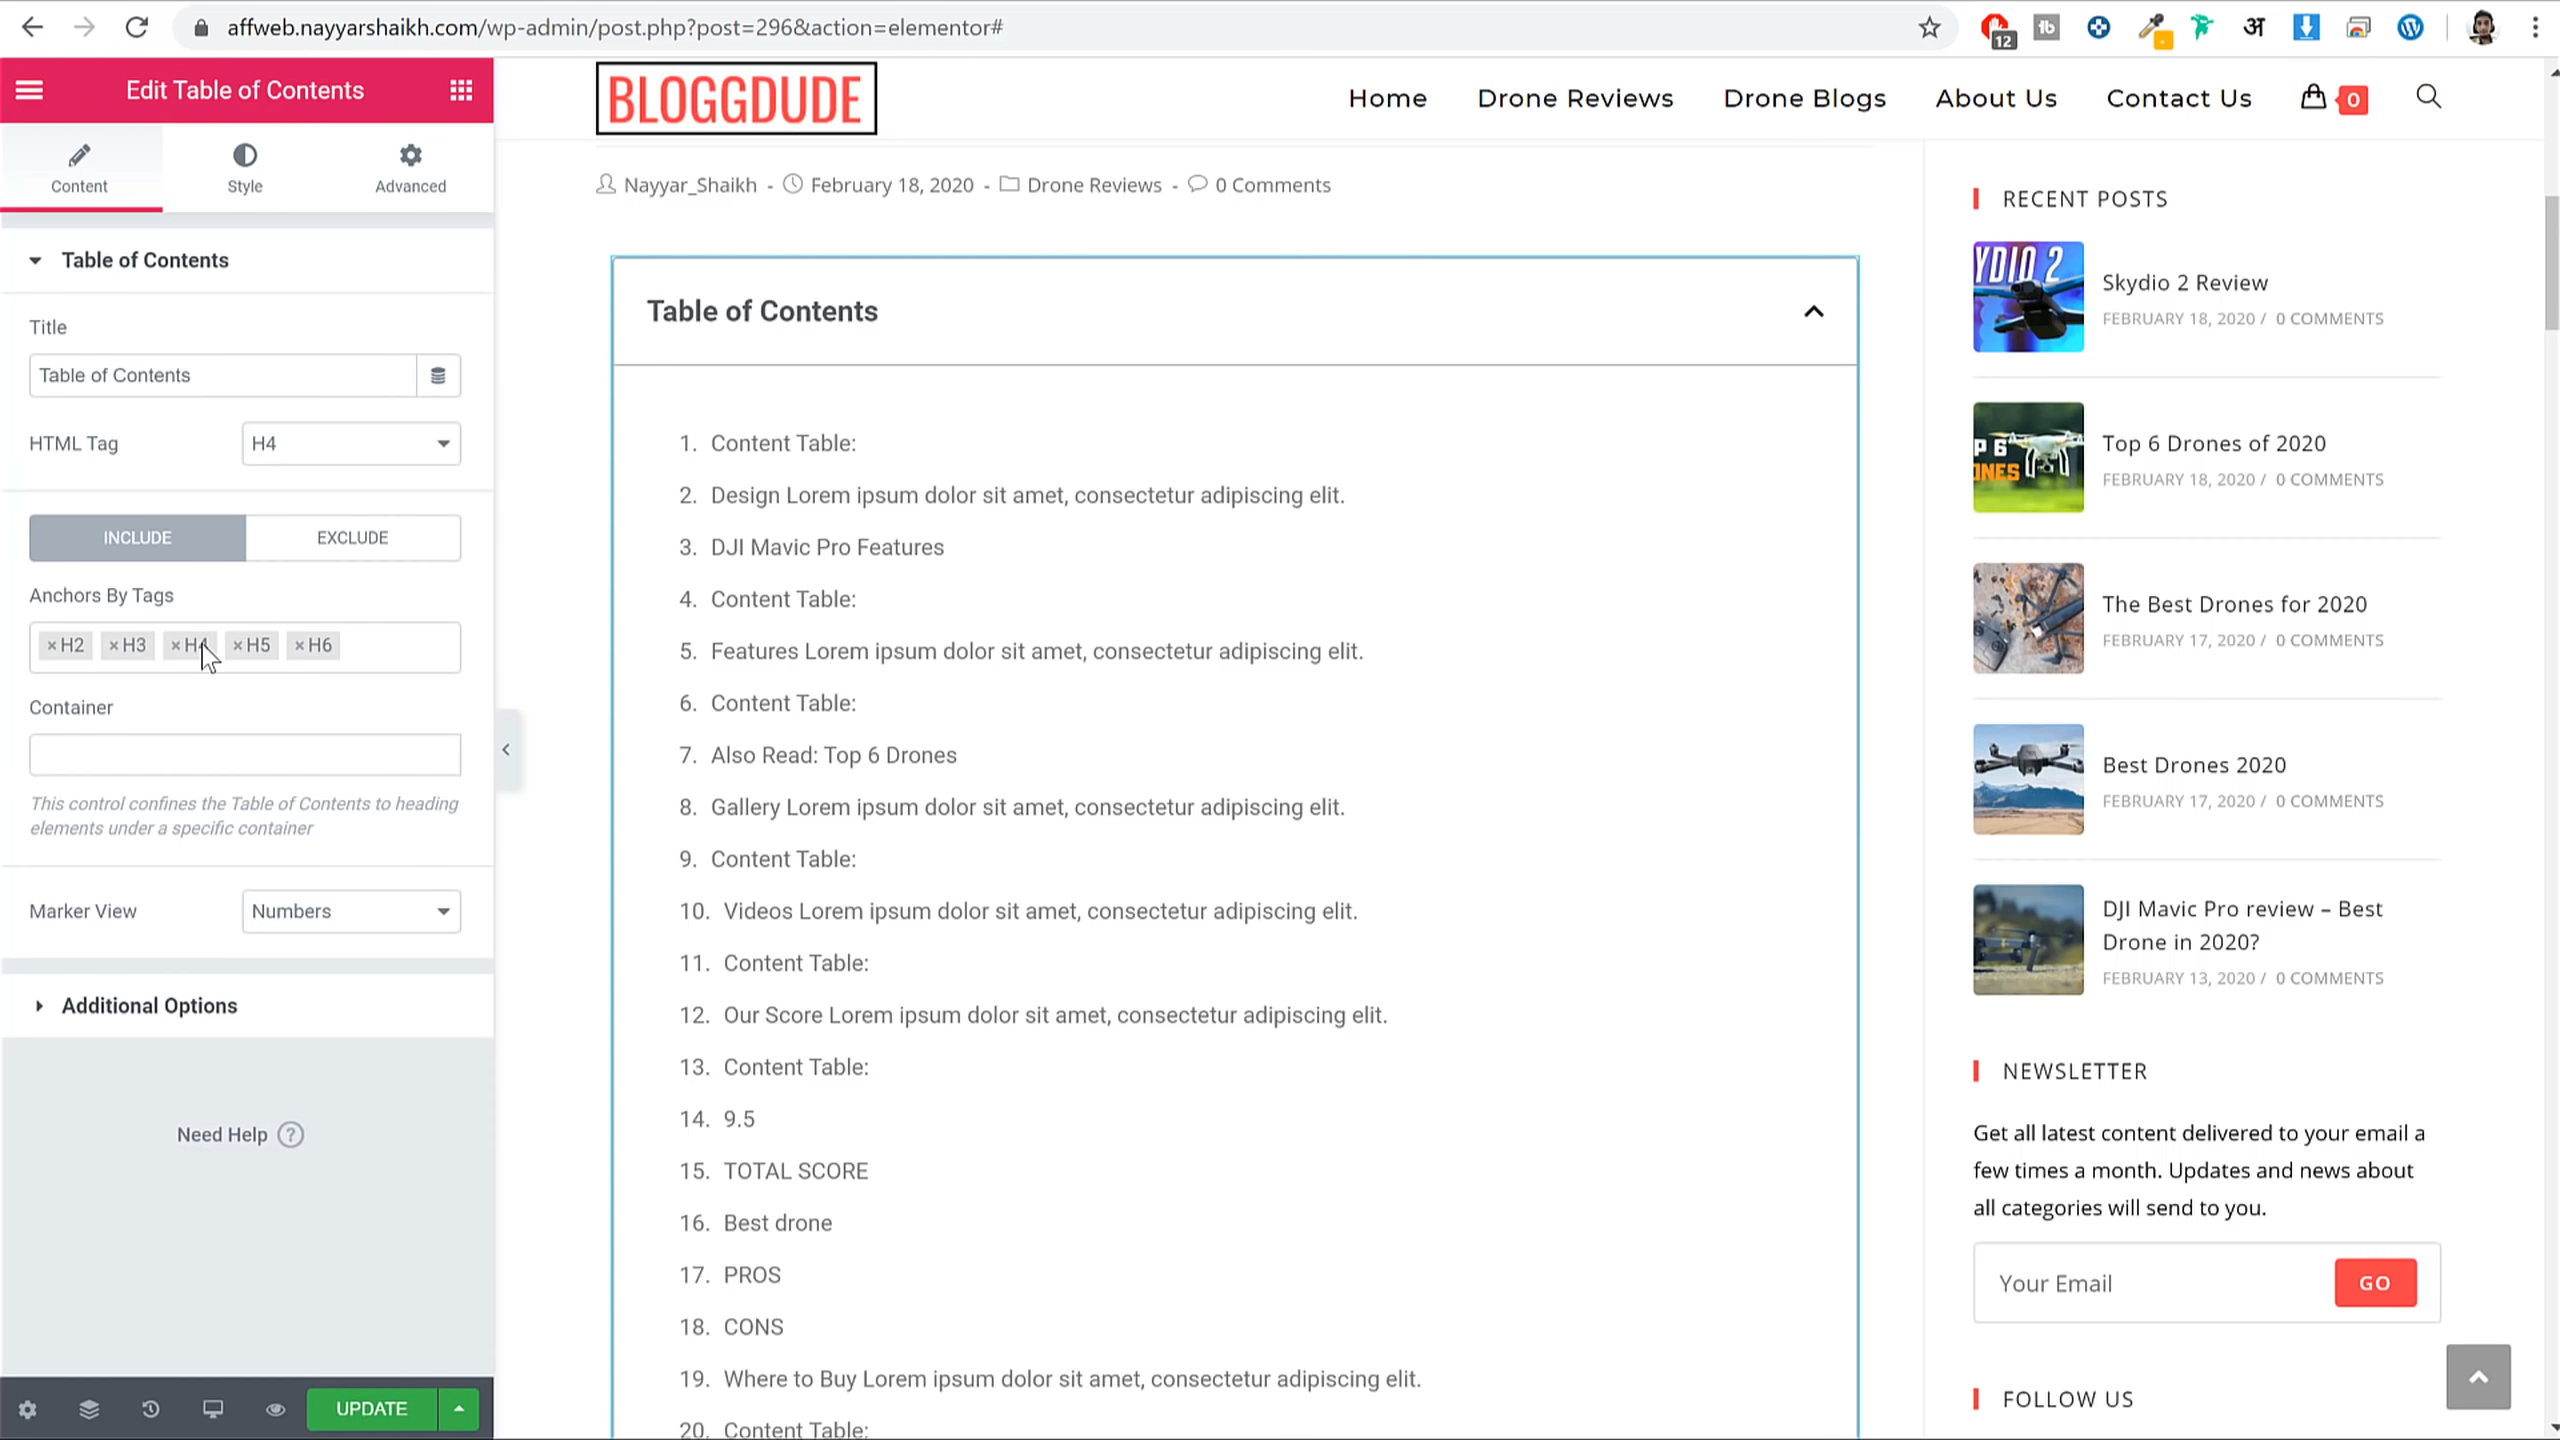 affweb.nayyarshaikh.com/wp-admin/post.php?post=296&action=elementor#
12
tb
अ
Edit Table of Contents
Content
Style
Advanced
Table of Contents
Title
Table of Contents
HTML Tag
H4
INCLUDE
EXCLUDE
Anchors By Tags
×H2 ×H3 ×H4 ×H5 ×H6
Container
This control confines the Table of Contents to heading
elements under a specific container
Marker View
Numbers
Additional Options
Need Help ?
UPDATE
BLOGGDUDE
Home
Drone Reviews
Drone Blogs
About Us
Contact Us
0
Nayyar_Shaikh - February 18, 2020 - Drone Reviews - 0 Comments
Table of Contents
1. Content Table:
2. Design Lorem ipsum dolor sit amet, consectetur adipiscing elit.
3. DJI Mavic Pro Features
4. Content Table:
5. Features Lorem ipsum dolor sit amet, consectetur adipiscing elit.
6. Content Table:
7. Also Read: Top 6 Drones
8. Gallery Lorem ipsum dolor sit amet, consectetur adipiscing elit.
9. Content Table:
10. Videos Lorem ipsum dolor sit amet, consectetur adipiscing elit.
11. Content Table:
12. Our Score Lorem ipsum dolor sit amet, consectetur adipiscing elit.
13. Content Table:
14. 9.5
15. TOTAL SCORE
16. Best drone
17. PROS
18. CONS
19. Where to Buy Lorem ipsum dolor sit amet, consectetur adipiscing elit.
20. Content Table:
RECENT POSTS
YDIO 2
Skydio 2 Review
FEBRUARY 18, 2020 / 0 COMMENTS
P 6
ONES
Top 6 Drones of 2020
FEBRUARY 18, 2020 / 0 COMMENTS
The Best Drones for 2020
FEBRUARY 17, 2020 / 0 COMMENTS
Best Drones 2020
FEBRUARY 17, 2020 / 0 COMMENTS
DJI Mavic Pro review – Best
Drone in 2020?
FEBRUARY 13, 2020 / 0 COMMENTS
NEWSLETTER
Get all latest content delivered to your email a
few times a month. Updates and news about
all categories will send to you.
Your Email
GO
FOLLOW US